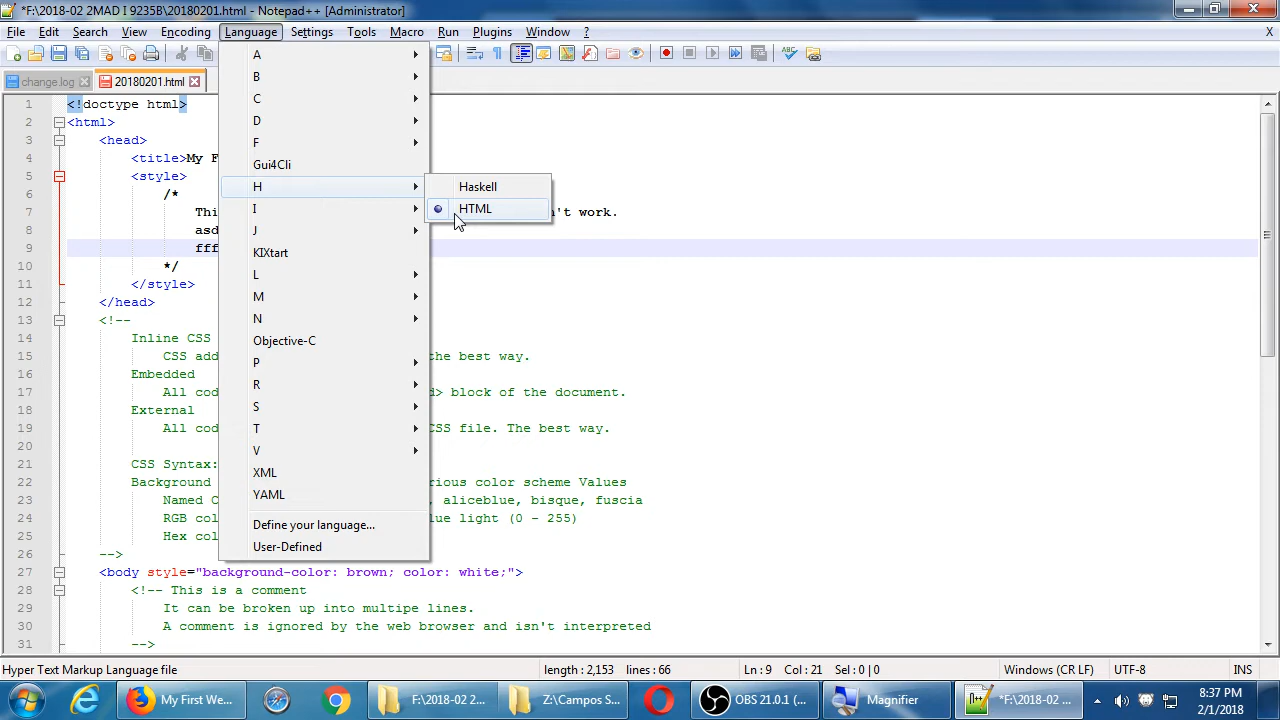 *F:\2018-02 2MAD I 9235B\20180201.html - Notepad++ [Administrator]
File Edit Search View Encoding Language Settings Tools Macro Run Plugins Window ? X
change.log 20180201.html
1 <!doctype html>
2 <html>
3 <head>
4 <title>My F
5 <style>
6 /*
7 Thi n't work.
8 asd
9 fff
10 */
11 </style>
12 </head>
13 <!--
14 Inline CSS
15 CSS add the best way.
16 Embedded
17 All cod d> block of the document.
18 External
19 All cod CSS file. The best way.
20
21 CSS Syntax:
22 Background rious color scheme Values
23 Named C , aliceblue, bisque, fuscia
24 RGB col lue light (0 - 255)
25 Hex col
26 -->
27 <body style="background-color: brown; color: white;">
28 <!-- This is a comment
29 It can be broken up into multipe lines.
30 A comment is ignored by the web browser and isn't interpreted
31 -->
A
B
C
D
F
Gui4Cli
H
I
J
KIXtart
L
M
N
Objective-C
P
R
S
T
V
XML
YAML
Define your language...
User-Defined
Haskell
HTML
Hyper Text Markup Language file length : 2,153 lines : 66 Ln : 9 Col : 21 Sel : 0 | 0 Windows (CR LF) UTF-8 INS
My First We... F:\2018-02 2... Z:\Campos S... OBS 21.0.1 (... Magnifier *F:\2018-02 ... 8:37 PM
2/1/2018